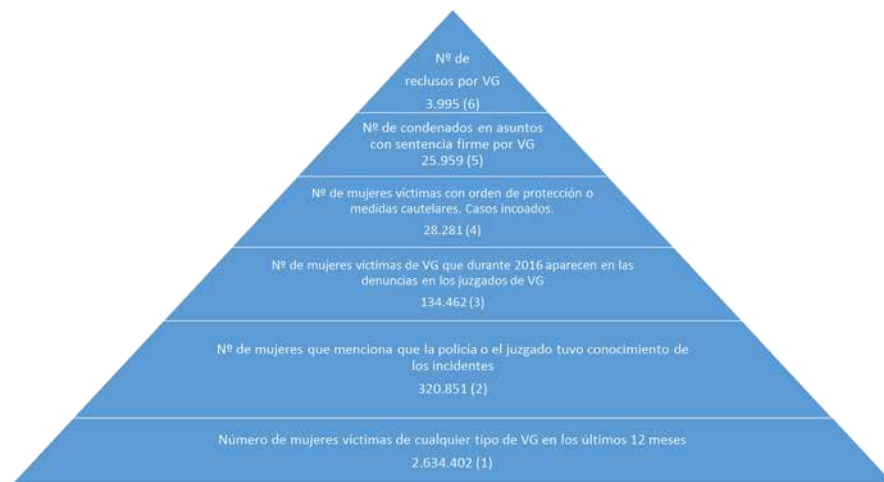 Nº de
reclusos por VG
3.995 (6)
Nº de condenados en asuntos
con sentencia firme por VG
25.959 (5)
Nº de mujeres víctimas con orden de protección o
medidas cautelares. Casos incoados.
28.281 (4)
Nº de mujeres víctimas de VG que durante 2016 aparecen en las
denuncias en los juzgados de VG
134.462 (3)
Nº de mujeres que menciona que la policía o el juzgado tuvo conocimiento de
los incidentes
320.851 (2)
Número de mujeres víctimas de cualquier tipo de VG en los últimos 12 meses
2.634.402 (1)